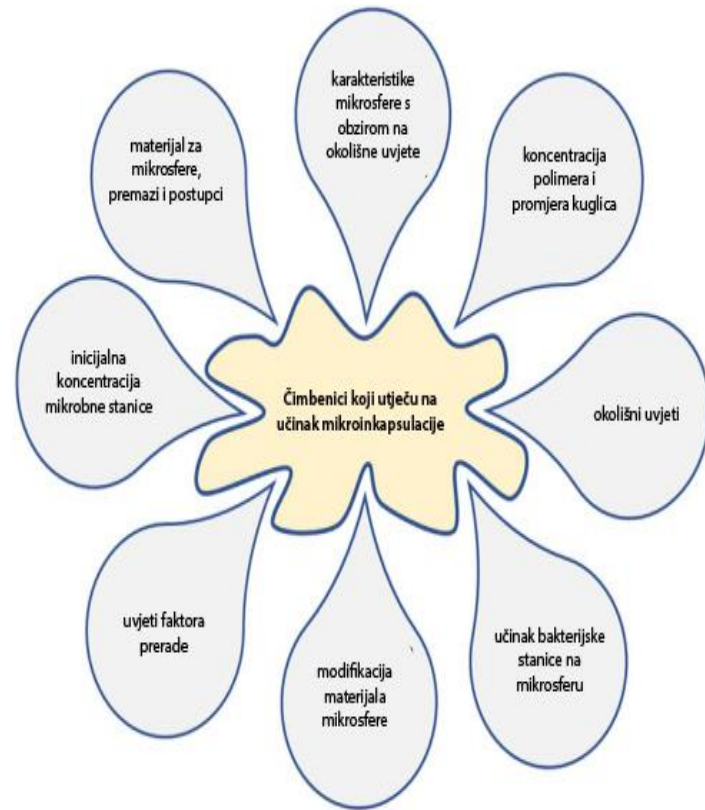 karakteristike
mikrosfere s
obzirom na
okolišne uvjete
materijal za
mikrosfere,
premazi i postupci
koncentracija
polimera i
promjera kuglica
inicijalna
koncentracija
mikrobne stanice
Čimbenici koji utječu na
učinak mikroinkapsulacije
okolišni uvjeti
uvjeti faktora
prerade
modifikacija
materijala
mikrosfere
učinak bakterijske
stanice na
mikrosferu